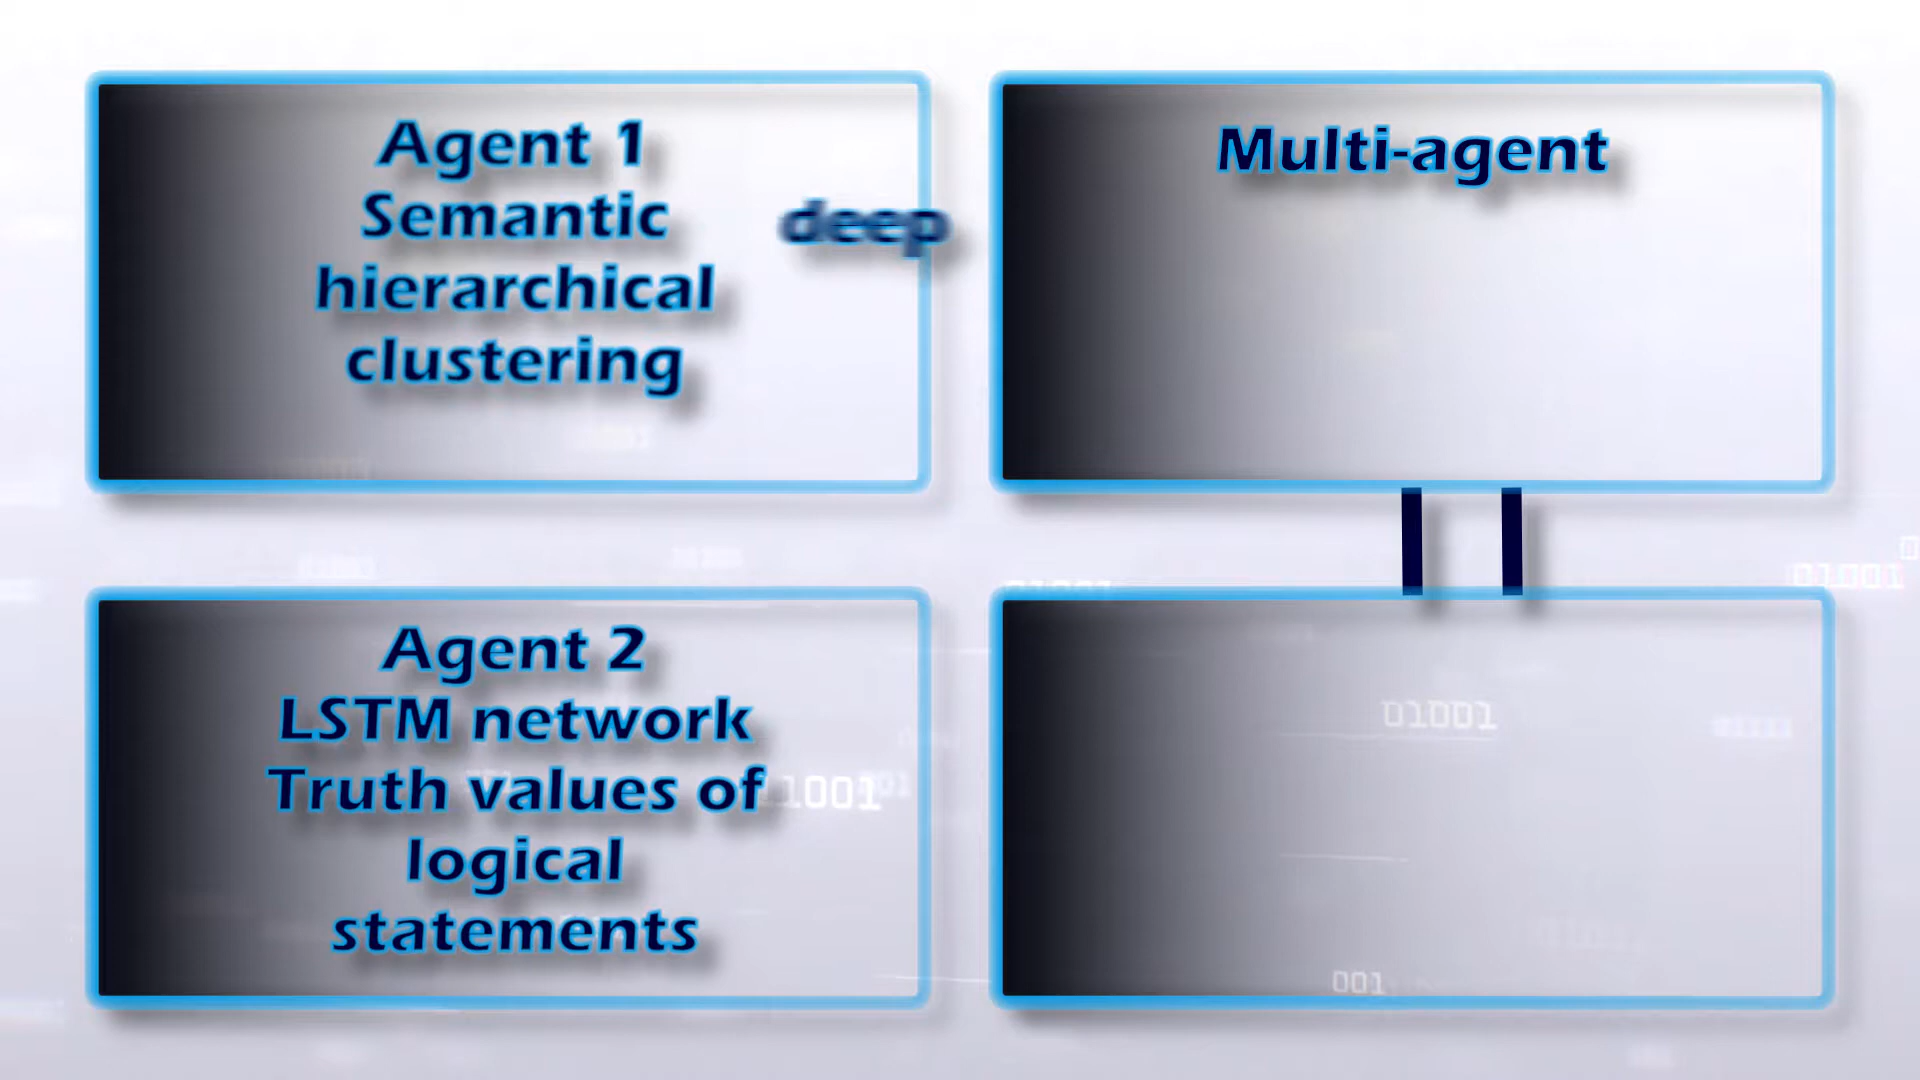 Agent 1
Semantic
hierarchical
clustering
deep
Multi-agent
Agent 2
LSTM network
Truth values of
logical
statements
01001
01001
1001
001